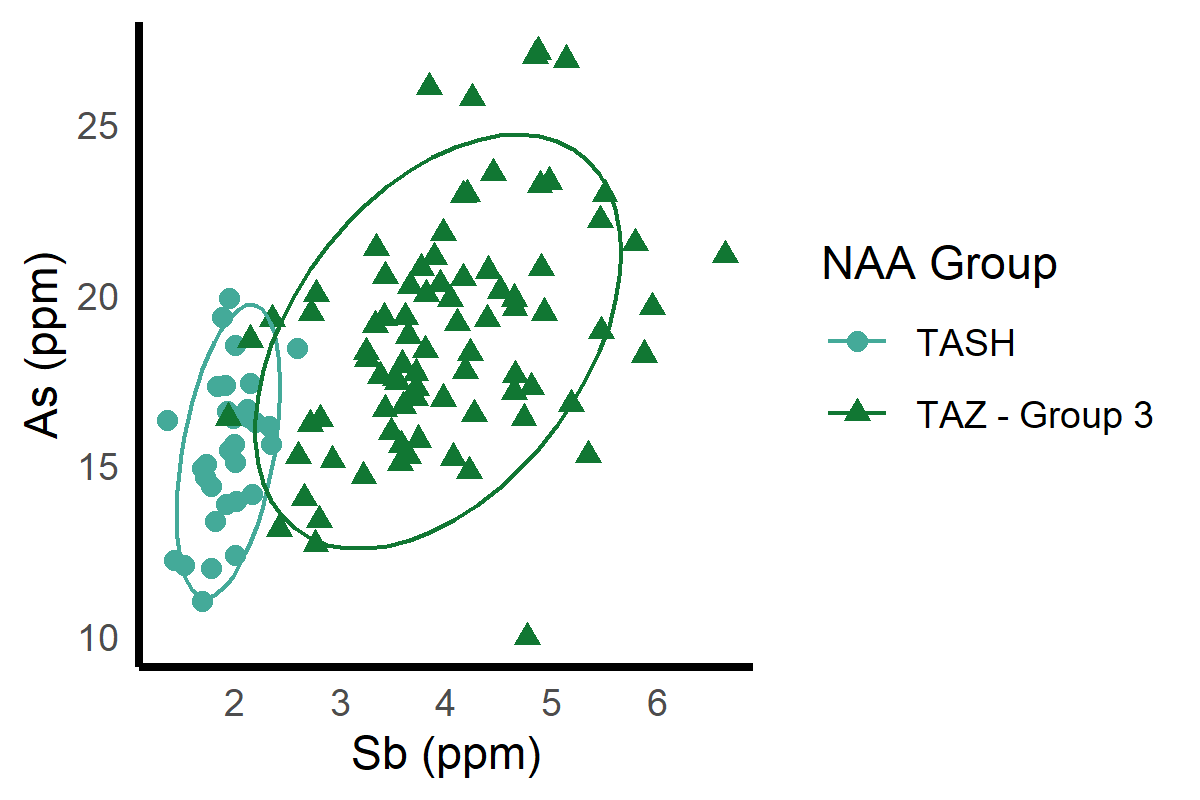 As (ppm)
25
20
15
10
2 3 4 5 6
Sb (ppm)
NAA Group
TASH
TAZ - Group 3